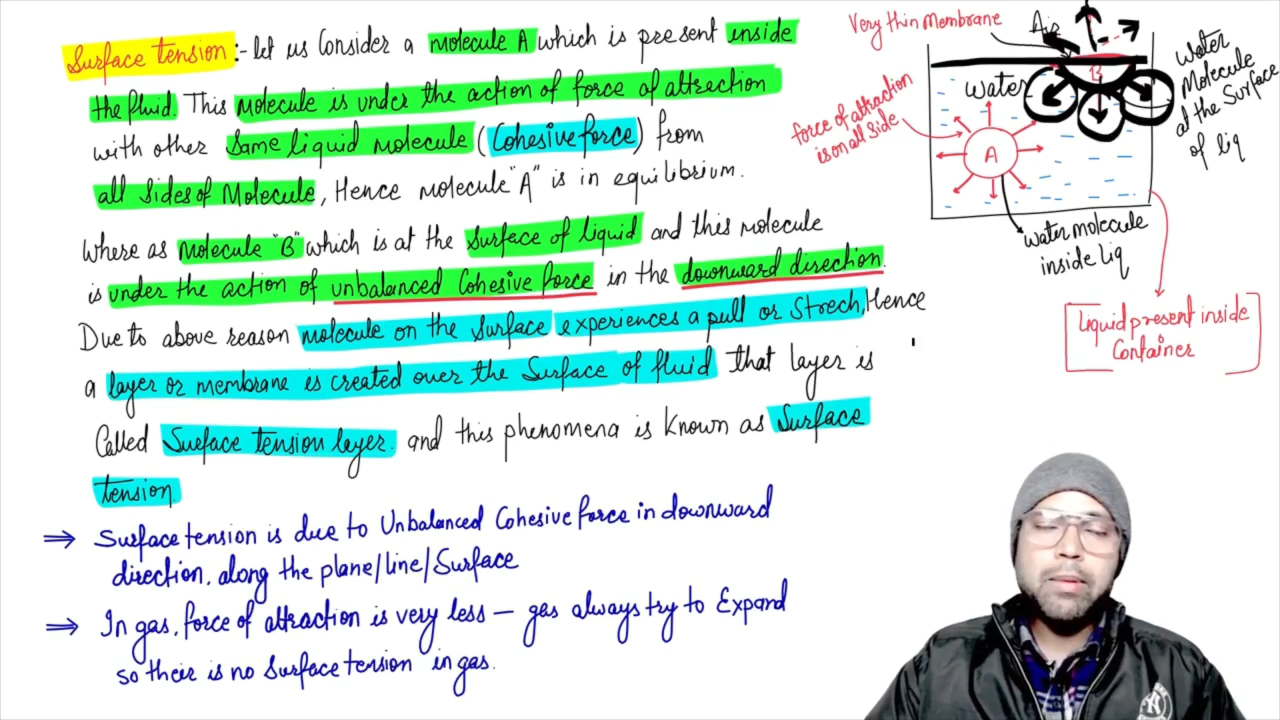 Surface tension :- let us Consider a molecule A which is present inside
the fluid. This molecule is under the action of force of attraction
with other Same liquid molecule (Cohesive force) from
all Sides of Molecule, Hence molecule "A" is in equilibrium.
Where as molecule "B" which is at the Surface of liquid and this molecule
is under the action of unbalanced Cohesive force in the downward direction.
Due to above reason molecule on the Surface experiences a pull or Strech, Hence
a layer or membrane is created over the Surface of fluid that layer is
Called Surface tension layer. and this phenomena is known as Surface
tension.
⇒ Surface tension is due to Unbalanced Cohesive force in downward
direction, along the plane/line/Surface
⇒ In gas, force of attraction is very less – gas always try to Expand
so their is no Surface tension in gas.
Very thin Membrane
Air
B
Water
force of attraction
is on all Side
A
Water
Molecule
at the Surface
of liq
Water molecule
inside Liq
Liquid present inside
Container
NY